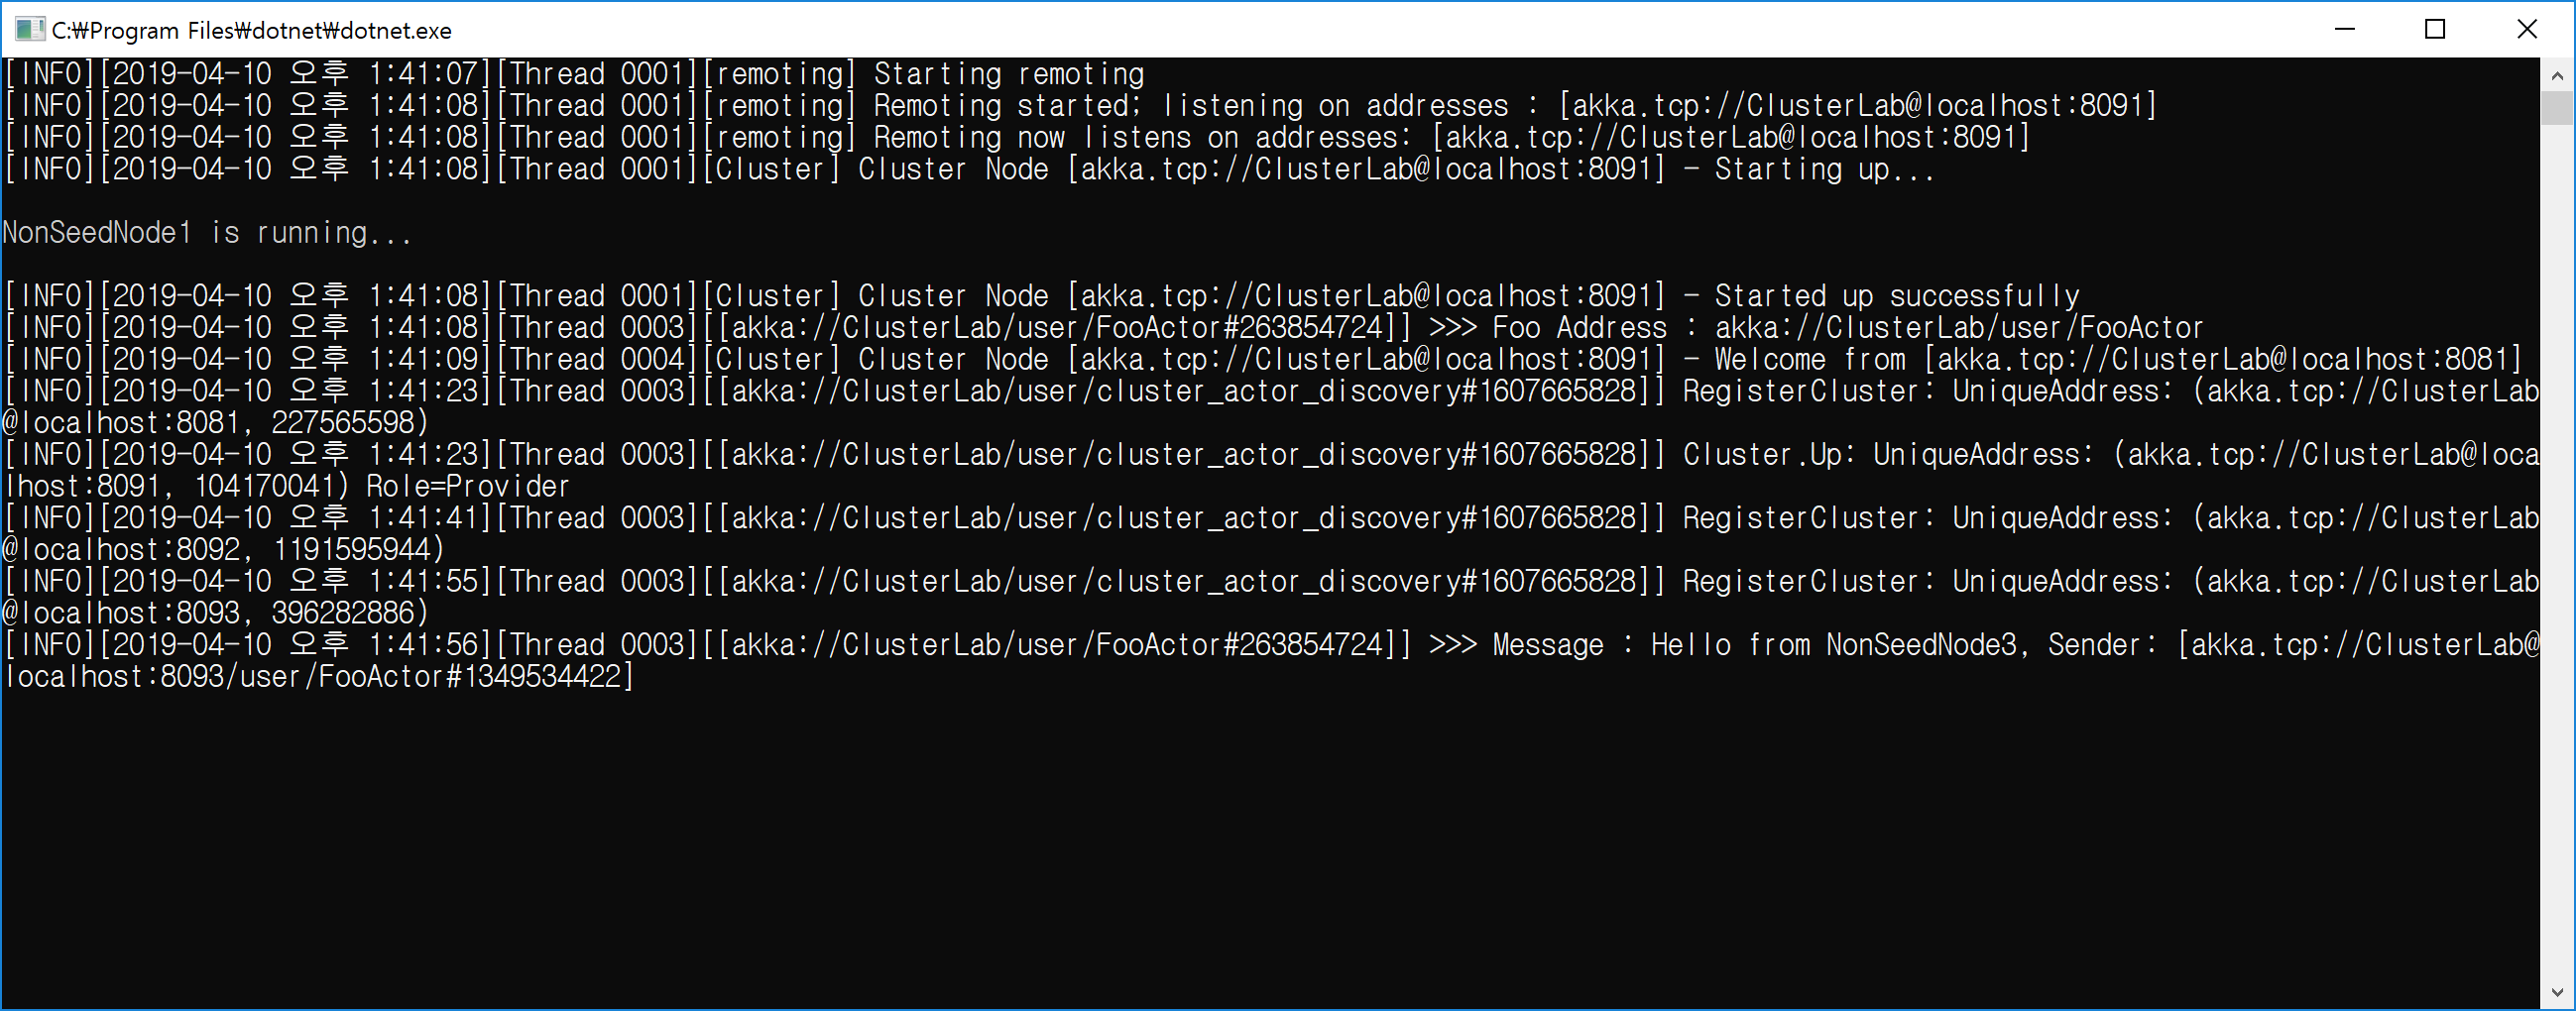 C:₩Program Files₩dotnet₩dotnet.exe
[INFO][2019-04-10 오후 1:41:07][Thread 0001][remoting] Starting remoting
[INFO][2019-04-10 오후 1:41:08][Thread 0001][remoting] Remoting started; listening on addresses : [akka.tcp://ClusterLab@localhost:8091]
[INFO][2019-04-10 오후 1:41:08][Thread 0001][remoting] Remoting now listens on addresses: [akka.tcp://ClusterLab@localhost:8091]
[INFO][2019-04-10 오후 1:41:08][Thread 0001][Cluster] Cluster Node [akka.tcp://ClusterLab@localhost:8091] - Starting up...
NonSeedNode1 is running...
[INFO][2019-04-10 오후 1:41:08][Thread 0001][Cluster] Cluster Node [akka.tcp://ClusterLab@localhost:8091] - Started up successfully
[INFO][2019-04-10 오후 1:41:08][Thread 0003][[akka://ClusterLab/user/FooActor#263854724]] >>> Foo Address : akka://ClusterLab/user/FooActor
[INFO][2019-04-10 오후 1:41:09][Thread 0004][Cluster] Cluster Node [akka.tcp://ClusterLab@localhost:8091] - Welcome from [akka.tcp://ClusterLab@localhost:8081]
[INFO][2019-04-10 오후 1:41:23][Thread 0003][[akka://ClusterLab/user/cluster_actor_discovery#1607665828]] RegisterCluster: UniqueAddress: (akka.tcp://ClusterLab
@localhost:8081, 227565598)
[INFO][2019-04-10 오후 1:41:23][Thread 0003][[akka://ClusterLab/user/cluster_actor_discovery#1607665828]] Cluster.Up: UniqueAddress: (akka.tcp://ClusterLab@loca
lhost:8091, 104170041) Role=Provider
[INFO][2019-04-10 오후 1:41:41][Thread 0003][[akka://ClusterLab/user/cluster_actor_discovery#1607665828]] RegisterCluster: UniqueAddress: (akka.tcp://ClusterLab
@localhost:8092, 1191595944)
[INFO][2019-04-10 오후 1:41:55][Thread 0003][[akka://ClusterLab/user/cluster_actor_discovery#1607665828]] RegisterCluster: UniqueAddress: (akka.tcp://ClusterLab
@localhost:8093, 396282886)
[INFO][2019-04-10 오후 1:41:56][Thread 0003][[akka://ClusterLab/user/FooActor#263854724]] >>> Message : Hello from NonSeedNode3, Sender: [akka.tcp://ClusterLab@
localhost:8093/user/FooActor#1349534422]